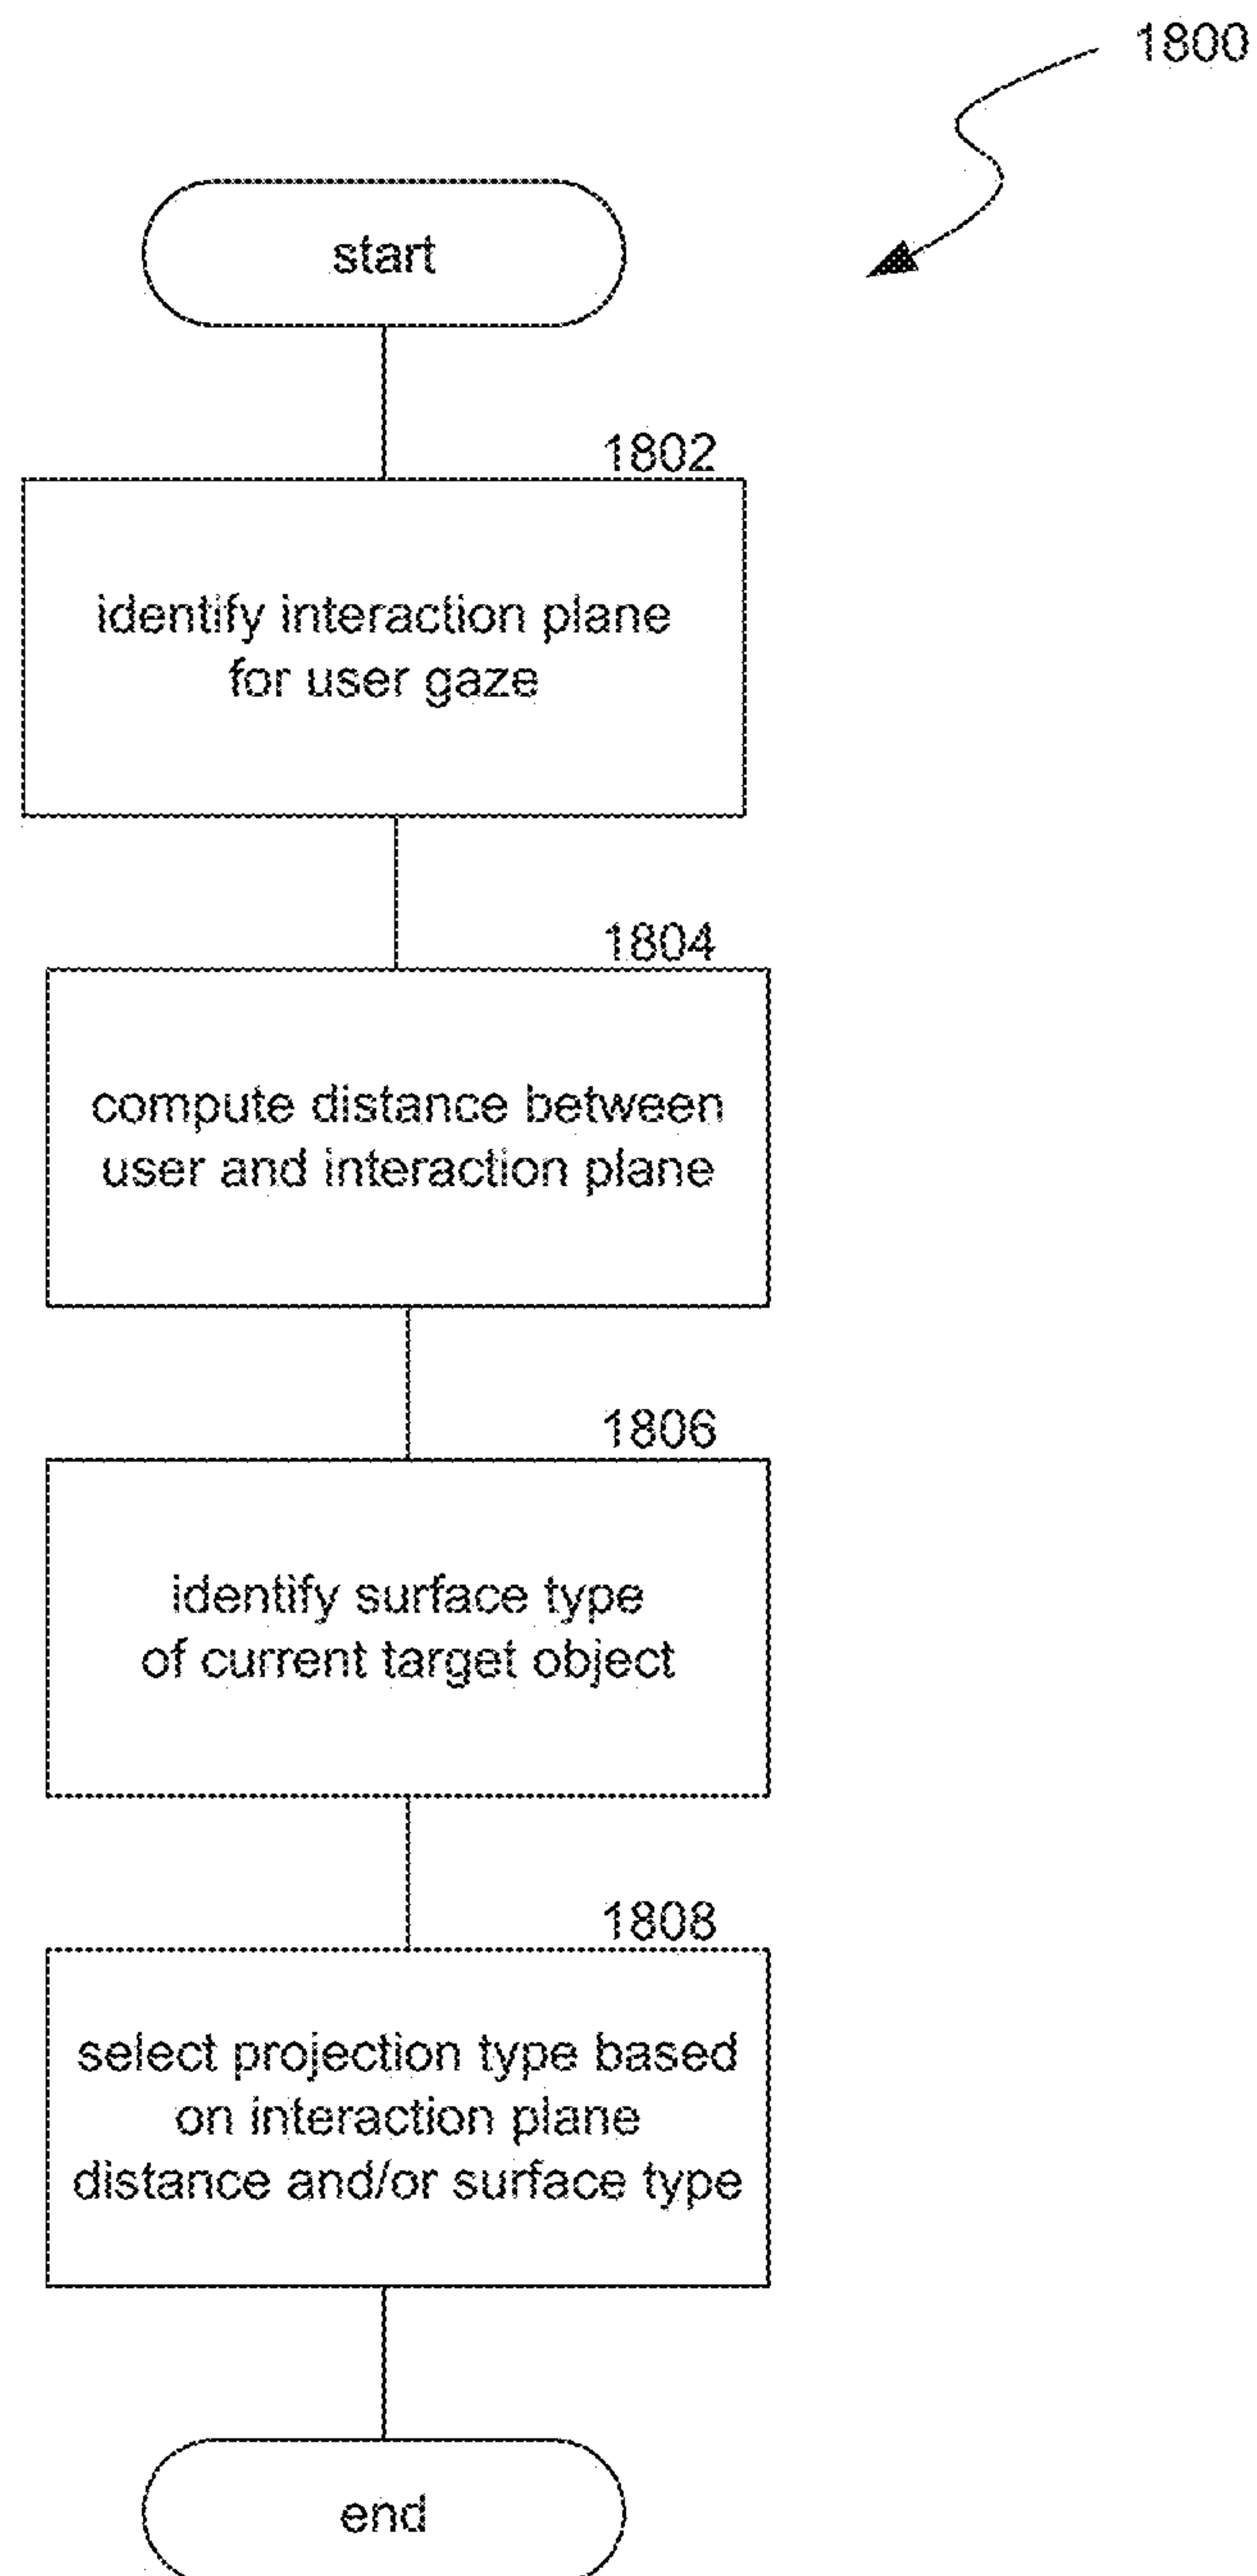 1800
start
1802
identify interaction plane
for user gaze
1804
compute distance between
user and interaction plane
1806
identify surface type
of current target object
1808
select projection type based
on interaction plane
distance and/or surface type
end